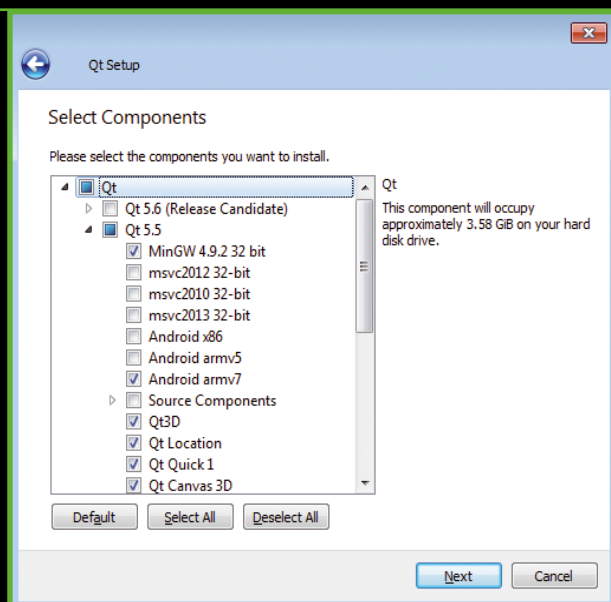 Qt Setup
Select Components
Please select the components you want to install.
Qt
Qt 5.6 (Release Candidate)
Qt 5.5
MinGW 4.9.2 32 bit
msvc2012 32-bit
msvc2010 32-bit
msvc2013 32-bit
Android x86
Android armv5
Android armv7
Source Components
Qt3D
Qt Location
Qt Quick 1
Qt Canvas 3D
Qt
This component will occupy
approximately 3.58 GiB on your hard
disk drive.
Default Select All Deselect All
Next Cancel